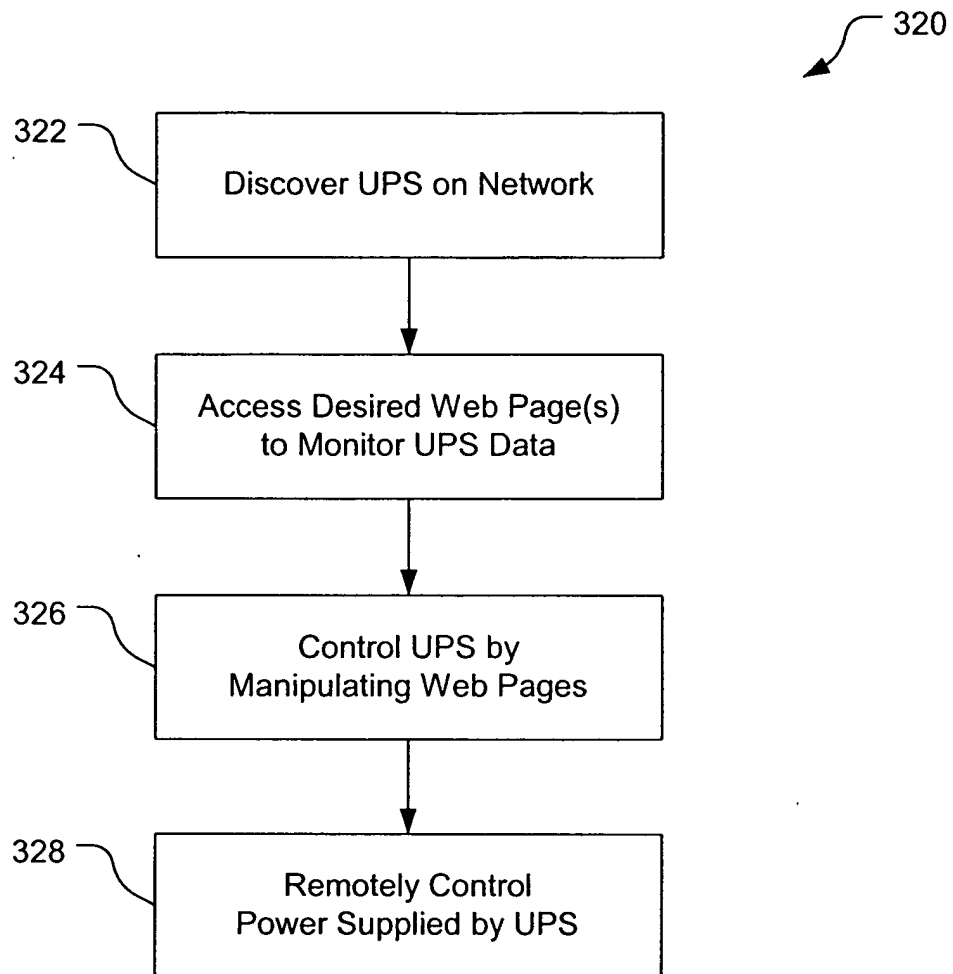 320
322
Discover UPS on Network
324
Access Desired Web Page(s)
to Monitor UPS Data
326
Control UPS by
Manipulating Web Pages
328
Remotely Control
Power Supplied by UPS